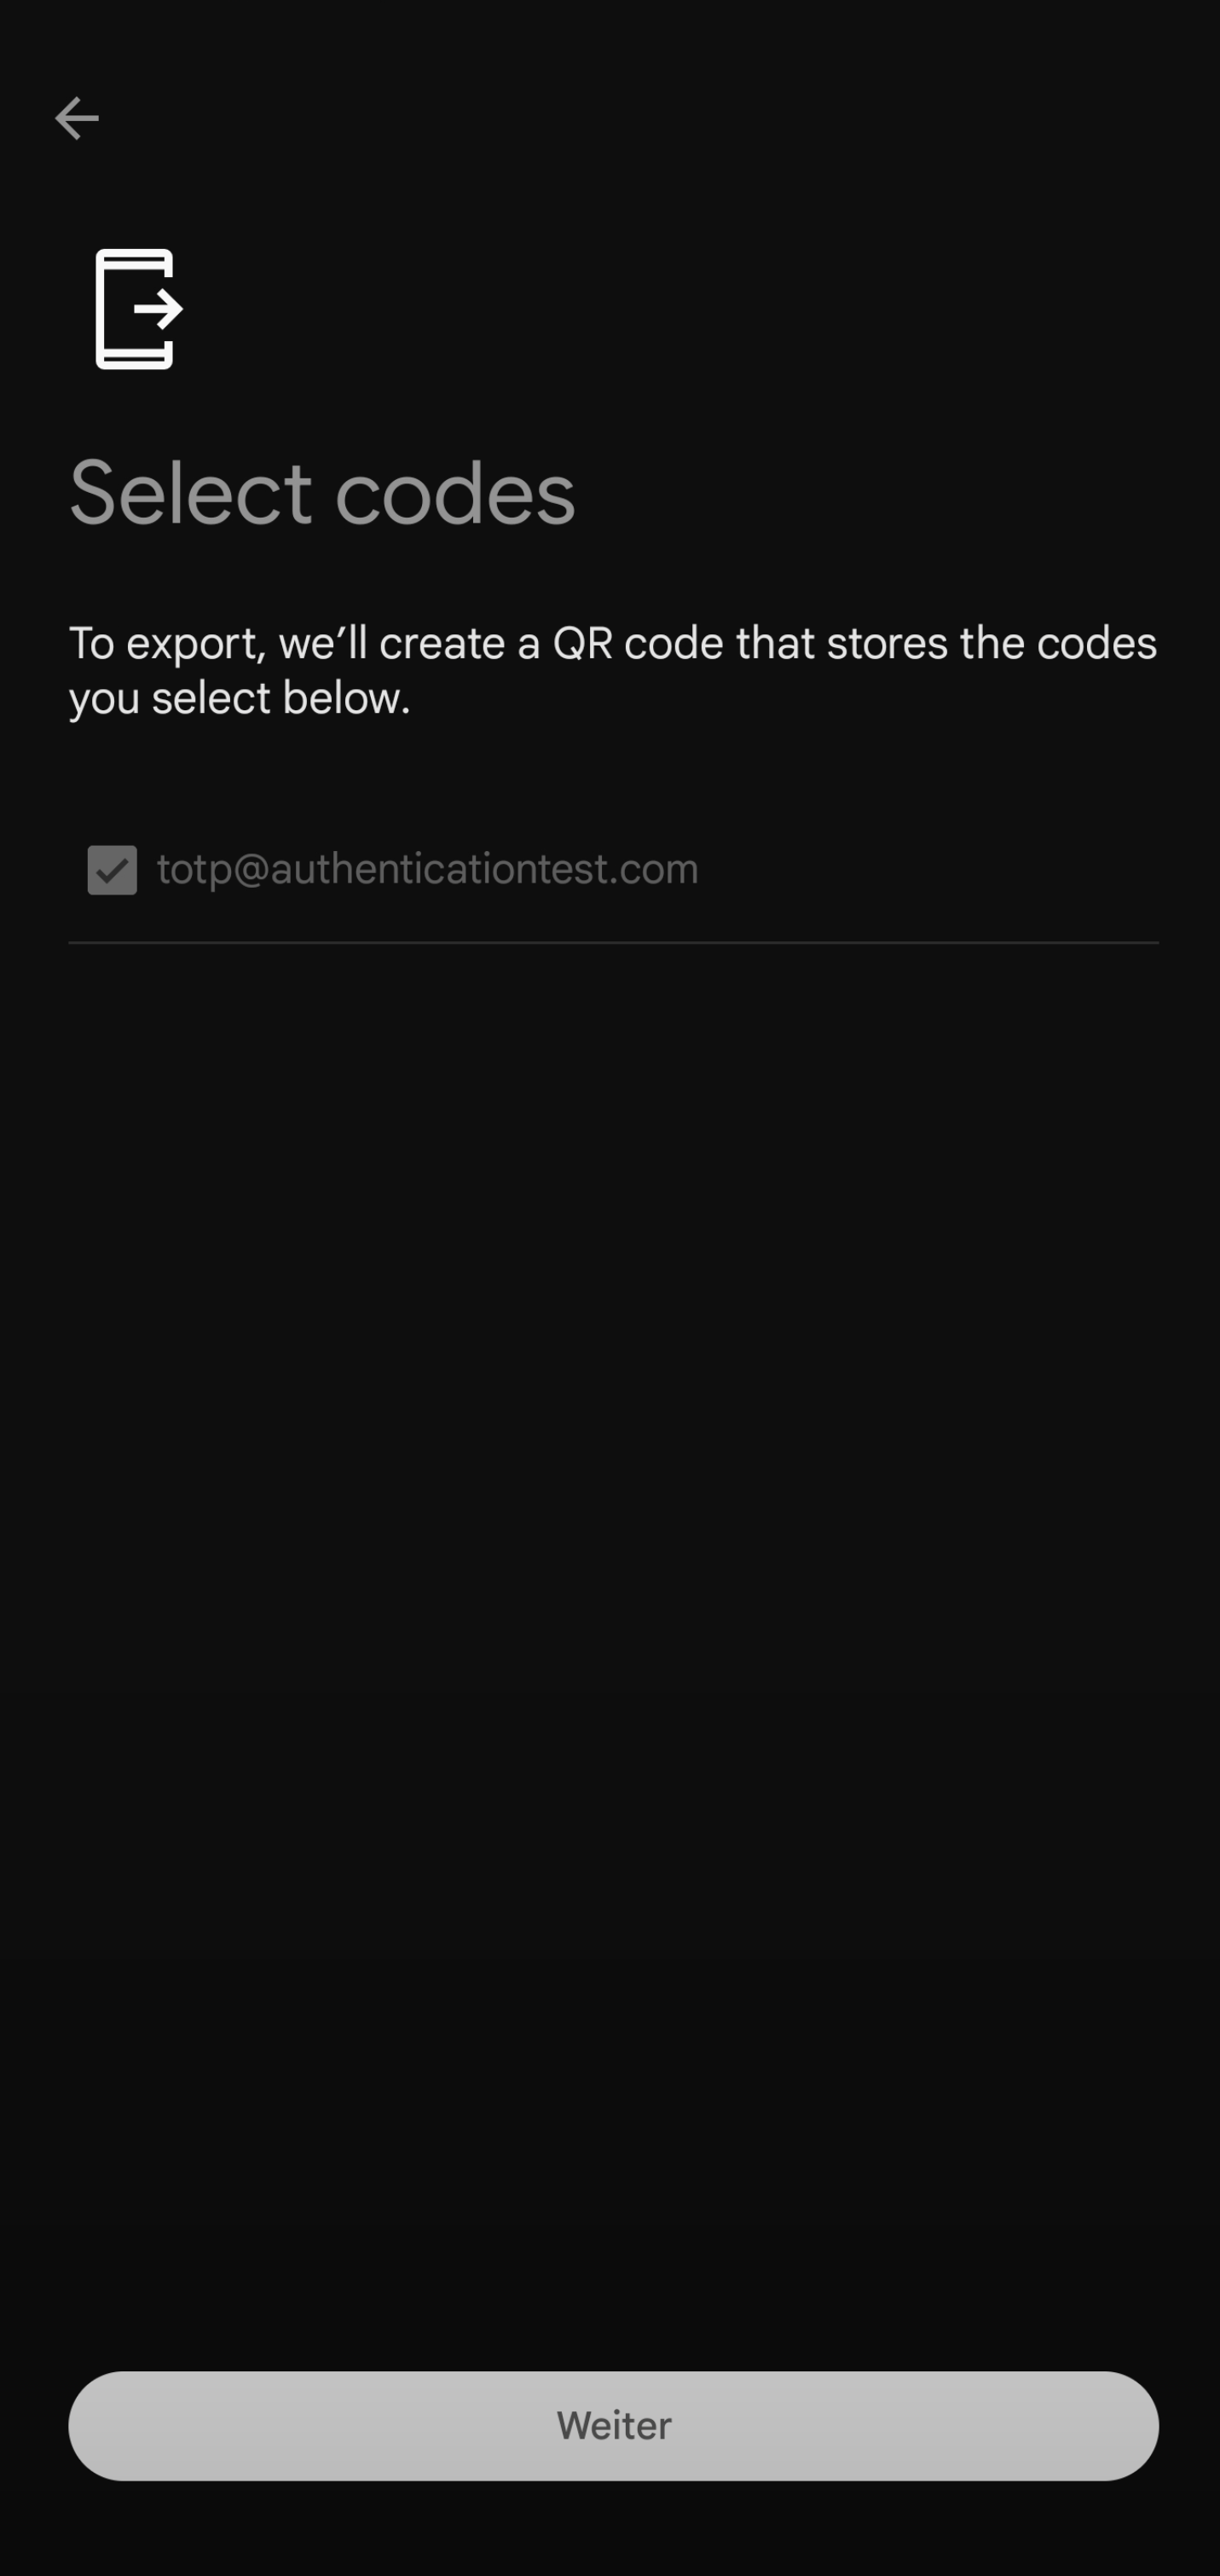 Select codes
To export, we’ll create a QR code that stores the codes
you select below.
totp@authenticationtest.com
Weiter